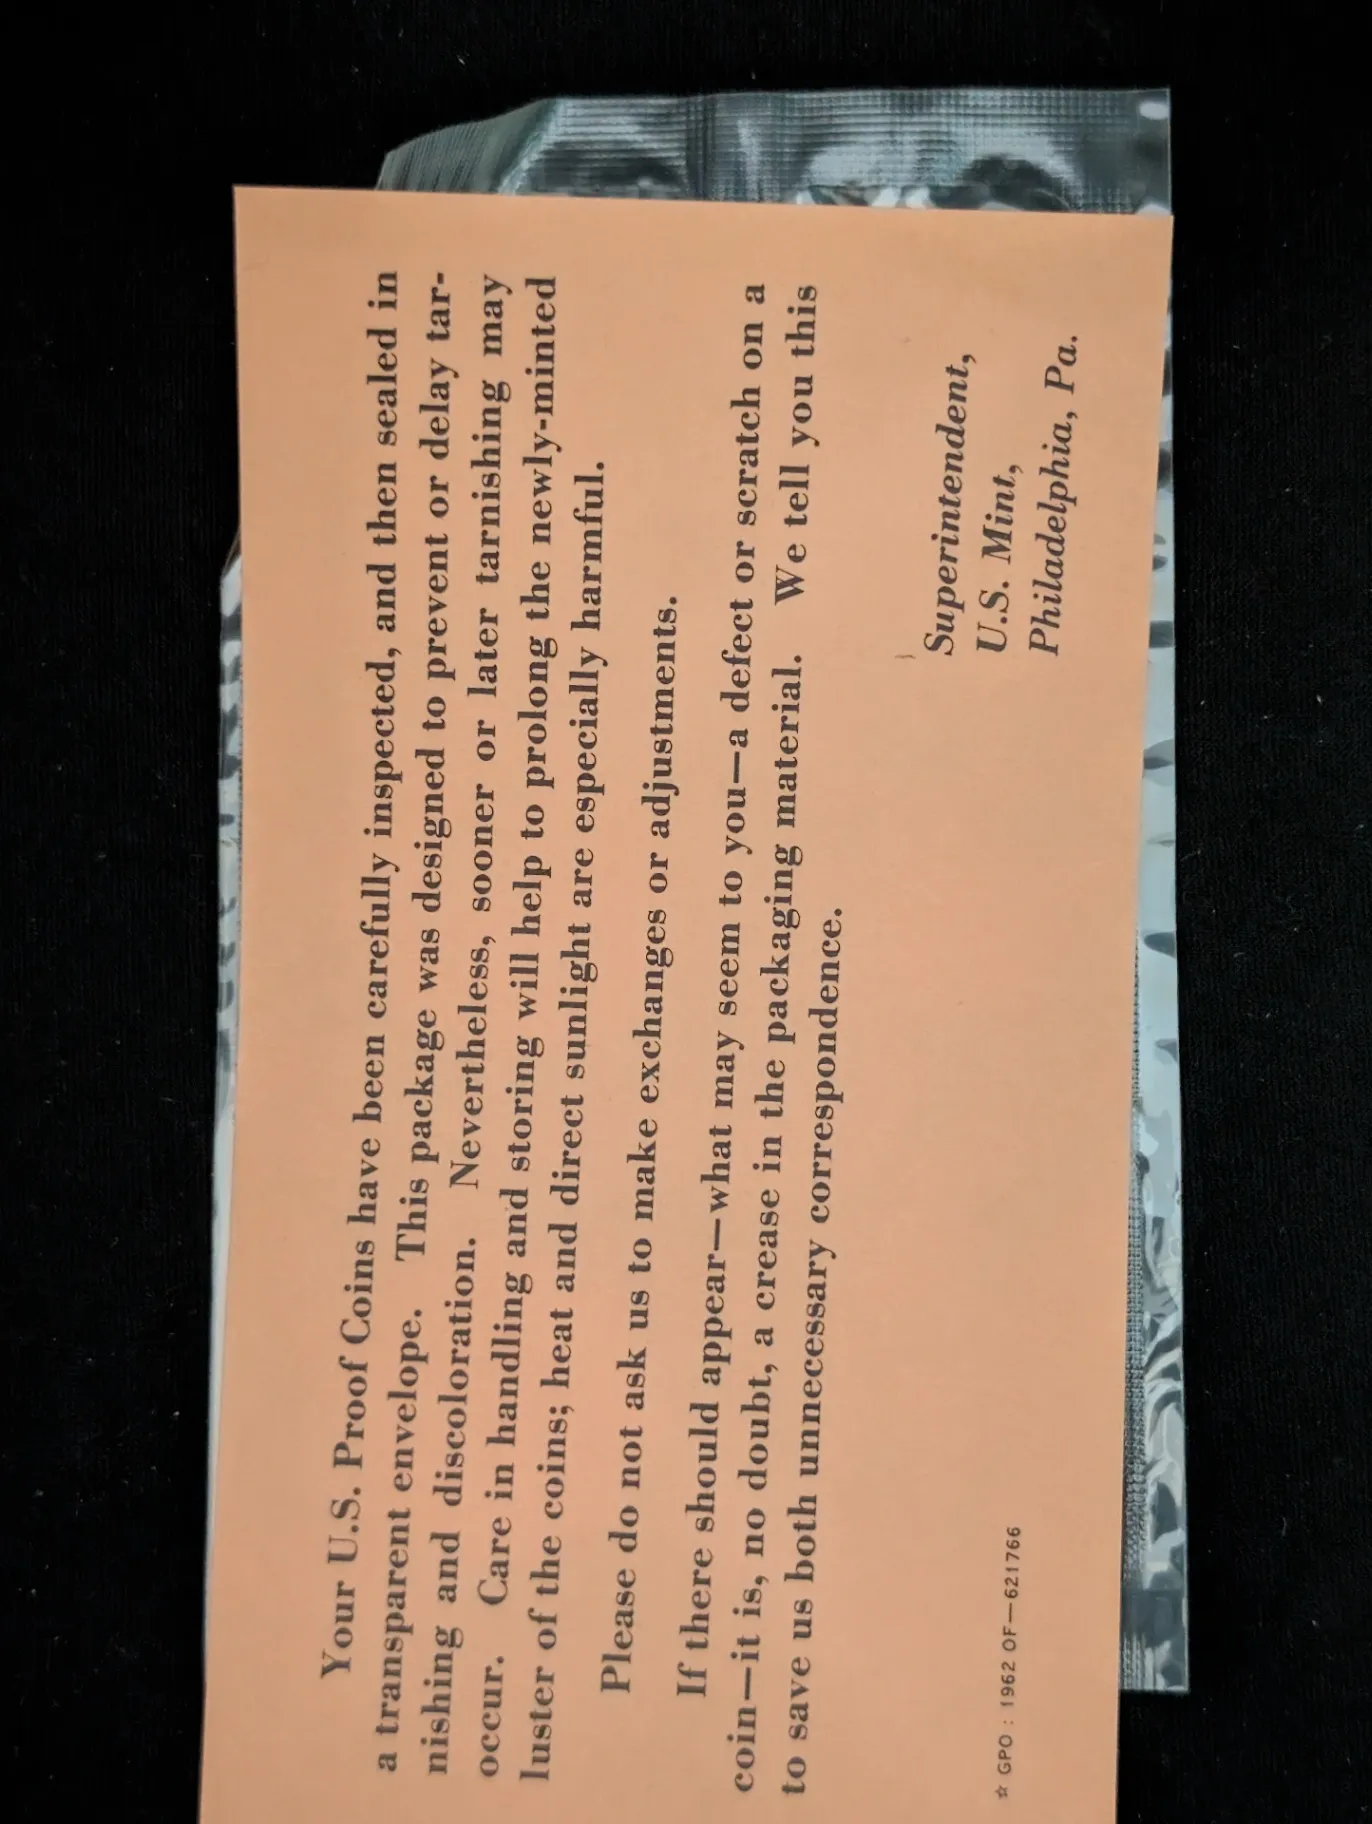 Your U.S. Proof Coins have been carefully inspected, and then sealed in
a transparent envelope. This package was designed to prevent or delay tar-
nishing and discoloration. Nevertheless, sooner or later tarnishing may
occur. Care in handling and storing will help to prolong the newly-minted
luster of the coins; heat and direct sunlight are especially harmful.
Please do not ask us to make exchanges or adjustments.
If there should appear—what may seem to you—a defect or scratch on a
coin—it is, no doubt, a crease in the packaging material. We tell you this
to save us both unnecessary correspondence.
Superintendent,
U.S. Mint,
Philadelphia, Pa.
☆ GPO : 1962 OF—621766